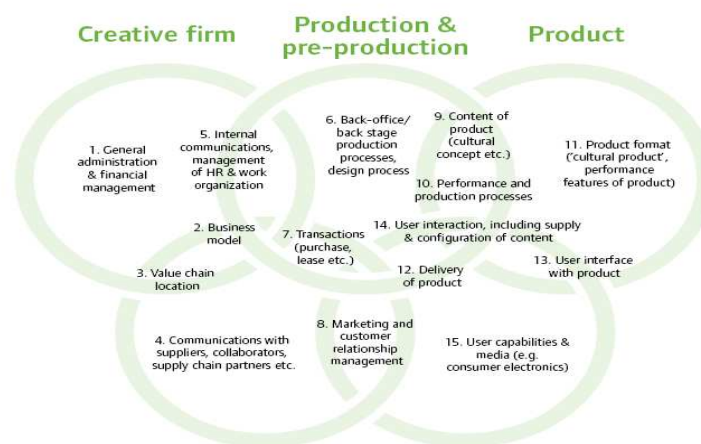 Creative firm
Production &
pre-production
Product
1. General
administration
& financial
management
5. Internal
communications,
management
of HR & work
organization
6. Back-office/
back stage
production
processes,
design process
9. Content of
product
(cultural
concept etc.)
10. Performance and
production processes
11. Product format
('cultural product',
performance
features of product)
2. Business
model
7. Transactions
(purchase,
lease etc.)
14. User interaction, including supply
& configuration of content
3. Value chain
location
12. Delivery
of product
13. User interface
with product
4. Communications with
suppliers, collaborators,
supply chain partners etc.
8. Marketing and
customer
relationship
management
15. User capabilities &
media (e.g.
consumer electronics)